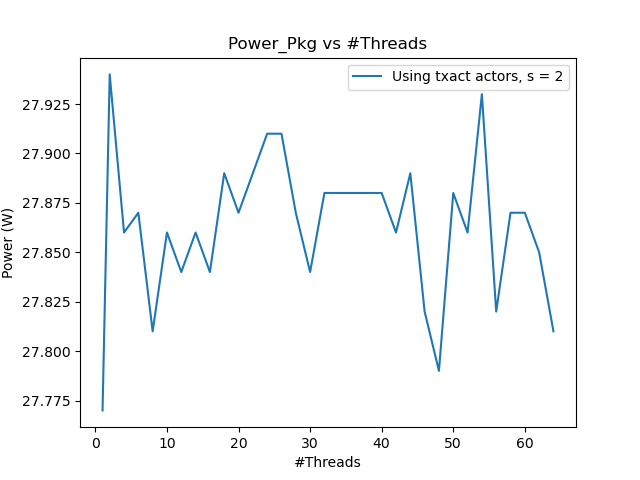 Power_Pkg vs #Threads
Using txact actors, s = 2
27.925
27.900
27.875
27.850
27.825
27.800
27.775
Power (W)
0 10 20 30 40 50 60
#Threads